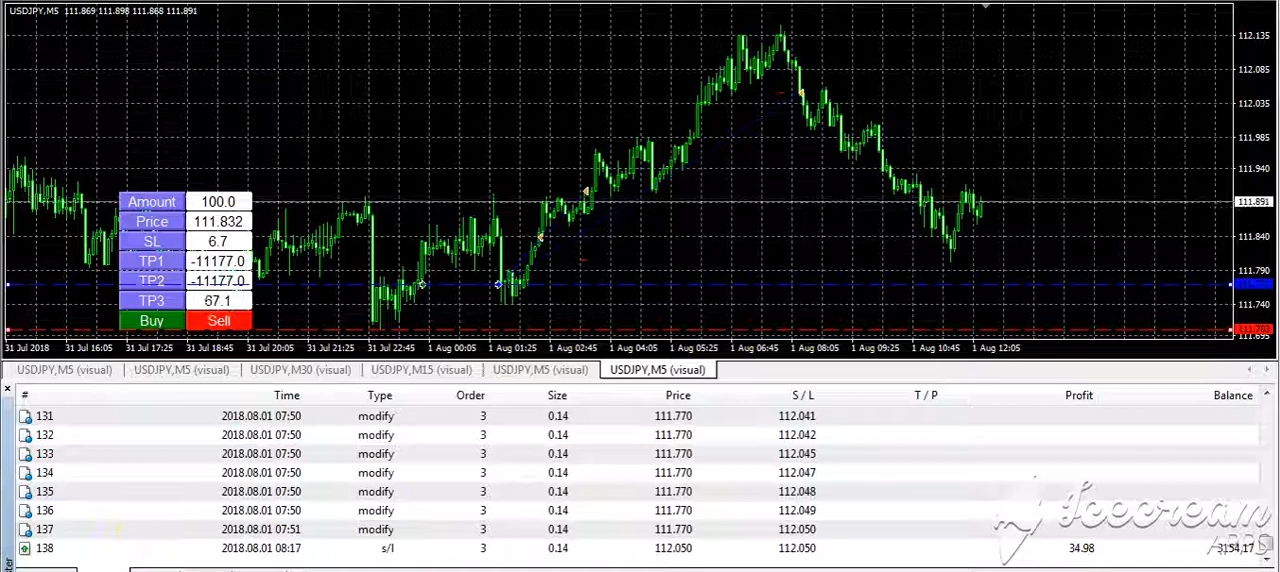 USDJPY,M5 111.869 111.898 111.868 111.891
112.135
112.085
112.035
111.985
111.940
111.891
111.840
111.790
111.740
111.703
111.695
Amount 100.0
Price 111.832
SL 6.7
TP1 -11177.0
TP2 -11177.0
TP3 67.1
Buy Sell
31 Jul 2018 31 Jul 16:05 31 Jul 17:25 31 Jul 18:45 31 Jul 20:05 31 Jul 21:25 31 Jul 22:45 1 Aug 00:05 1 Aug 01:25 1 Aug 02:45 1 Aug 04:05 1 Aug 05:25 1 Aug 06:45 1 Aug 08:05 1 Aug 09:25 1 Aug 10:45 1 Aug 12:05
USDJPY,M5 (visual) USDJPY,M5 (visual) USDJPY,M30 (visual) USDJPY,M15 (visual) USDJPY,M5 (visual) USDJPY,M5 (visual)
# Time Type Order Size Price S / L T / P Profit Balance
131 2018.08.01 07:50 modify 3 0.14 111.770 112.041
132 2018.08.01 07:50 modify 3 0.14 111.770 112.042
133 2018.08.01 07:50 modify 3 0.14 111.770 112.045
134 2018.08.01 07:50 modify 3 0.14 111.770 112.047
135 2018.08.01 07:50 modify 3 0.14 111.770 112.048
136 2018.08.01 07:50 modify 3 0.14 111.770 112.049
137 2018.08.01 07:51 modify 3 0.14 111.770 112.050
138 2018.08.01 08:17 s/l 3 0.14 112.050 112.050 34.98 3154.17
Icecream
APPS